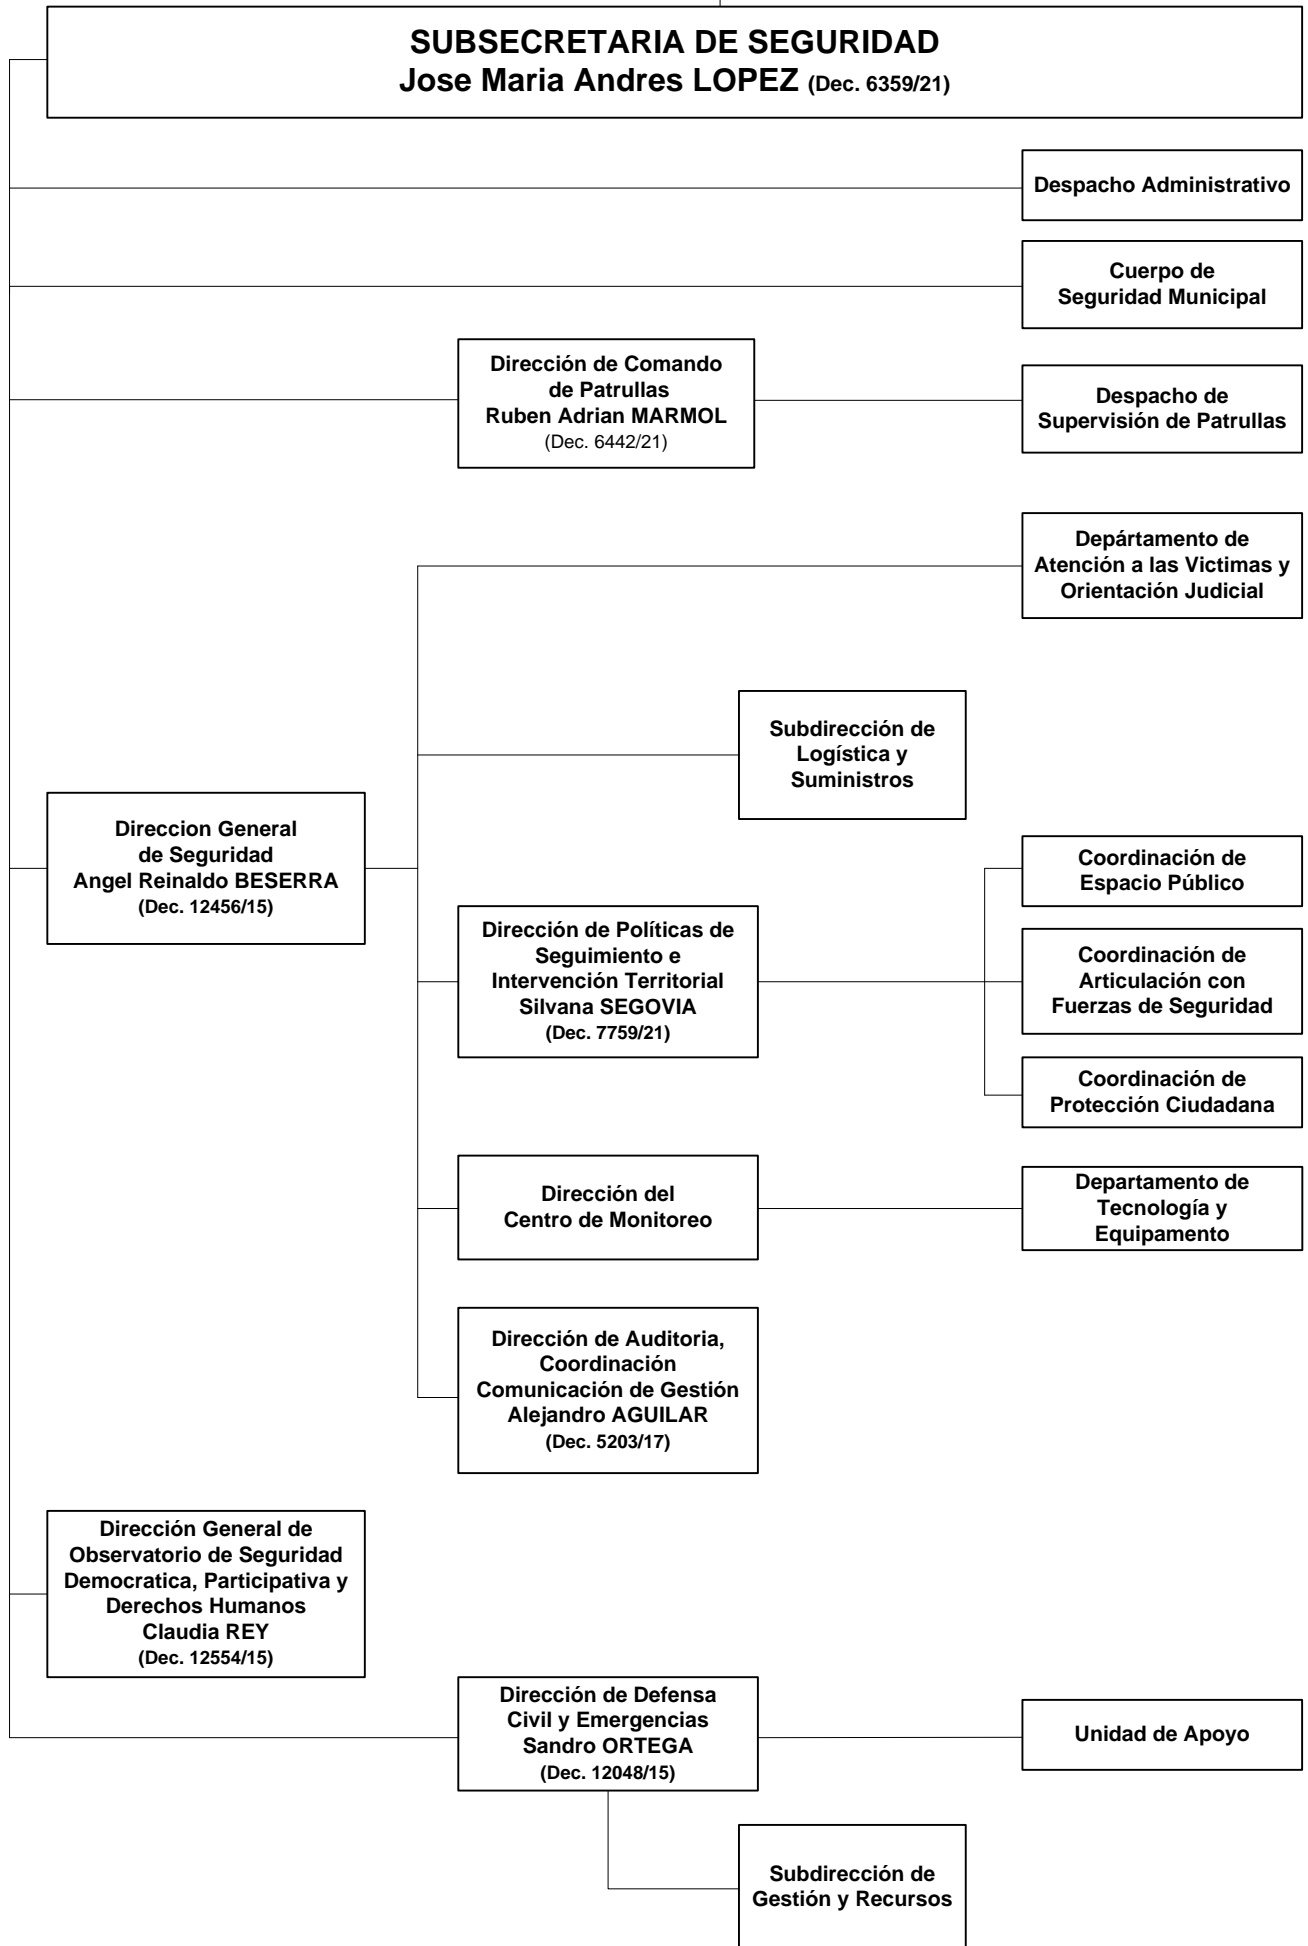 SUBSECRETARIA DE SEGURIDAD
Jose Maria Andres LOPEZ (Dec. 6359/21)
Despacho Administrativo
Cuerpo de
Seguridad Municipal
Dirección de Comando
de Patrullas
Ruben Adrian MARMOL
(Dec. 6442/21)
Despacho de
Supervisión de Patrullas
Depártamento de
Atención a las Victimas y
Orientación Judicial
Subdirección de
Logística y
Suministros
Direccion General
de Seguridad
Angel Reinaldo BESERRA
(Dec. 12456/15)
Dirección de Políticas de
Seguimiento e
Intervención Territorial
Silvana SEGOVIA
(Dec. 7759/21)
Coordinación de
Espacio Público
Coordinación de
Articulación con
Fuerzas de Seguridad
Coordinación de
Protección Ciudadana
Dirección del
Centro de Monitoreo
Departamento de
Tecnología y
Equipamento
Dirección de Auditoria,
Coordinación
Comunicación de Gestión
Alejandro AGUILAR
(Dec. 5203/17)
Dirección General de
Observatorio de Seguridad
Democratica, Participativa y
Derechos Humanos
Claudia REY
(Dec. 12554/15)
Dirección de Defensa
Civil y Emergencias
Sandro ORTEGA
(Dec. 12048/15)
Unidad de Apoyo
Subdirección de
Gestión y Recursos